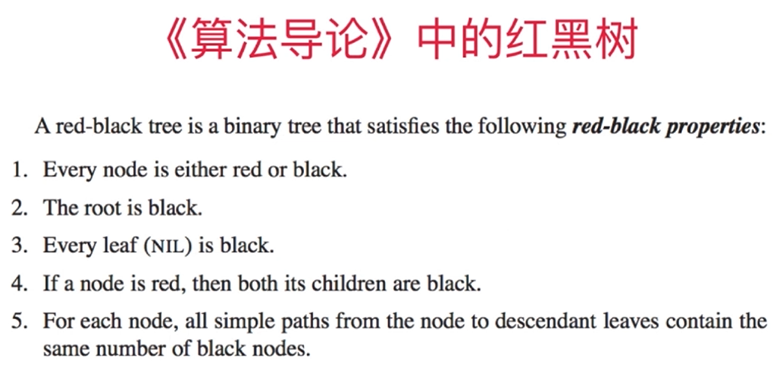 《算法导论》中的红黑树
A red-black tree is a binary tree that satisfies the following red-black properties:
1. Every node is either red or black.
2. The root is black.
3. Every leaf (NIL) is black.
4. If a node is red, then both its children are black.
5. For each node, all simple paths from the node to descendant leaves contain the
same number of black nodes.